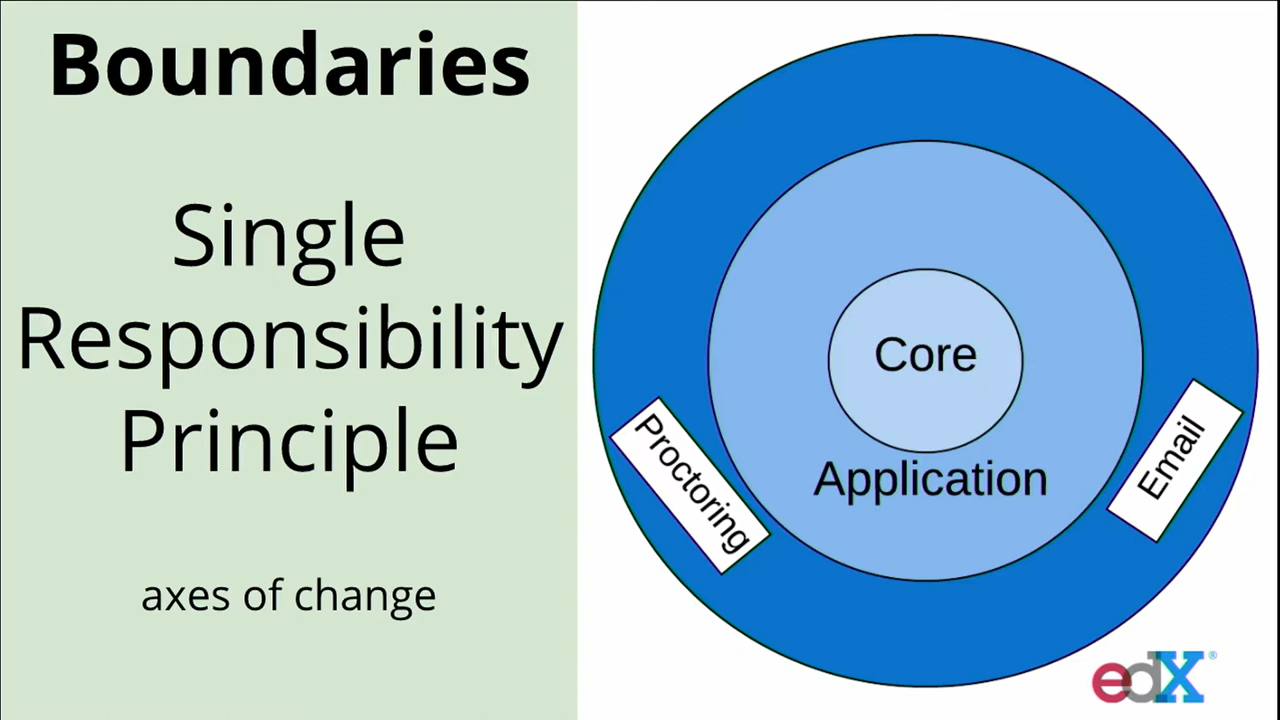 Boundaries
Single
Responsibility
Principle
axes of change
Core
Application
Proctoring
Email
edX®